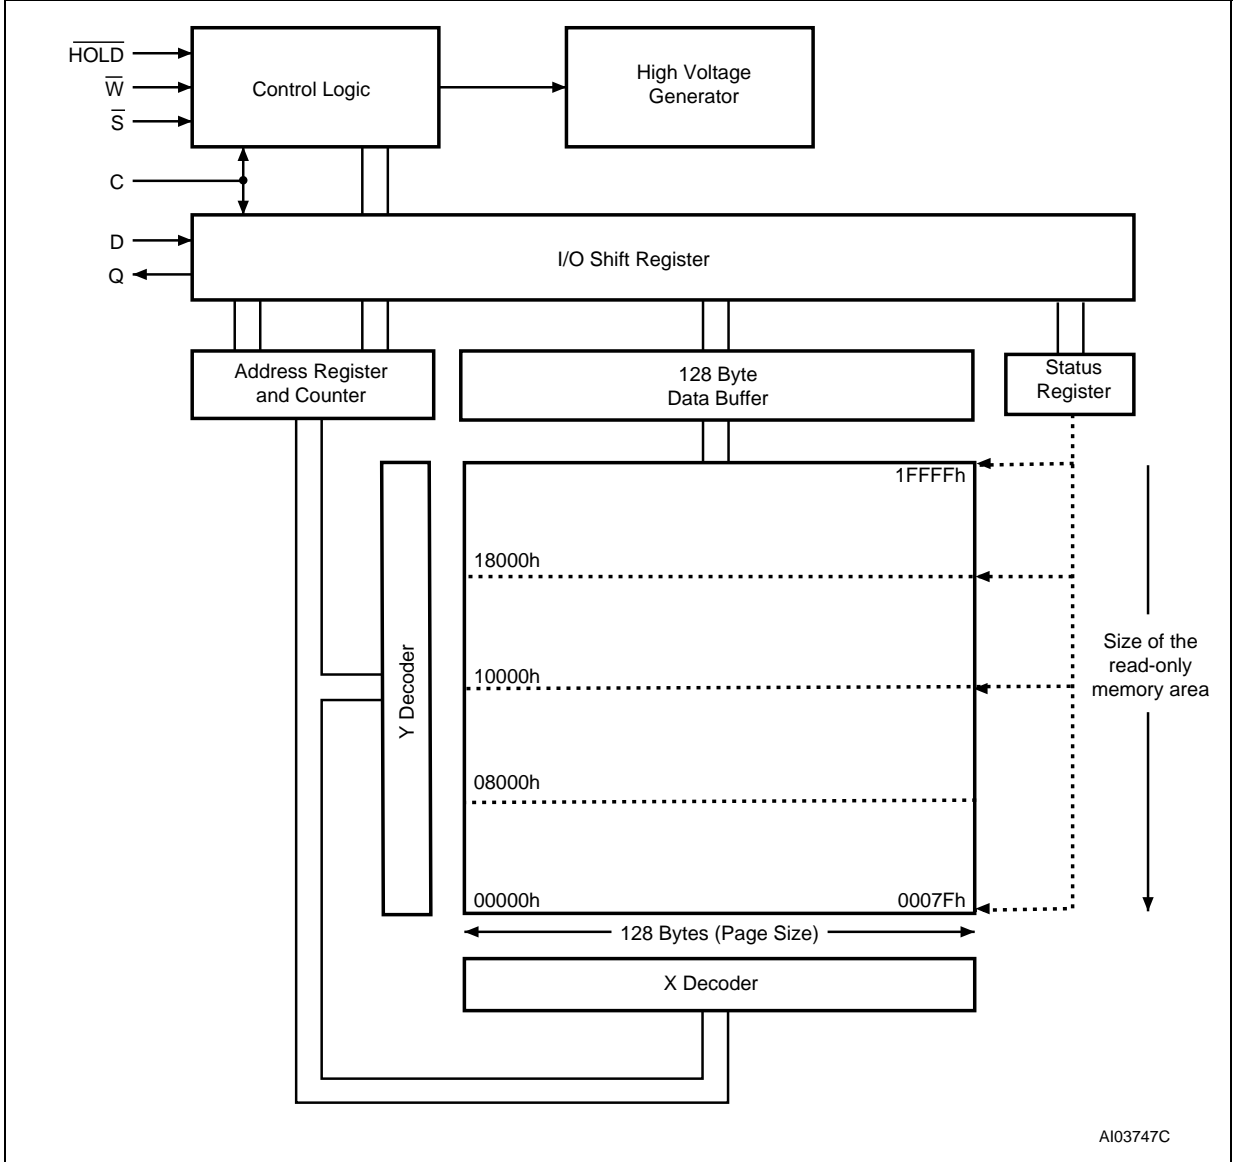 HOLD
W
S
C
D
Q
Control Logic
High Voltage
Generator
I/O Shift Register
Address Register
and Counter
128 Byte
Data Buffer
Status
Register
1FFFFh
18000h
10000h
08000h
00000h
0007Fh
Y Decoder
Size of the
read-only
memory area
128 Bytes (Page Size)
X Decoder
AI03747C